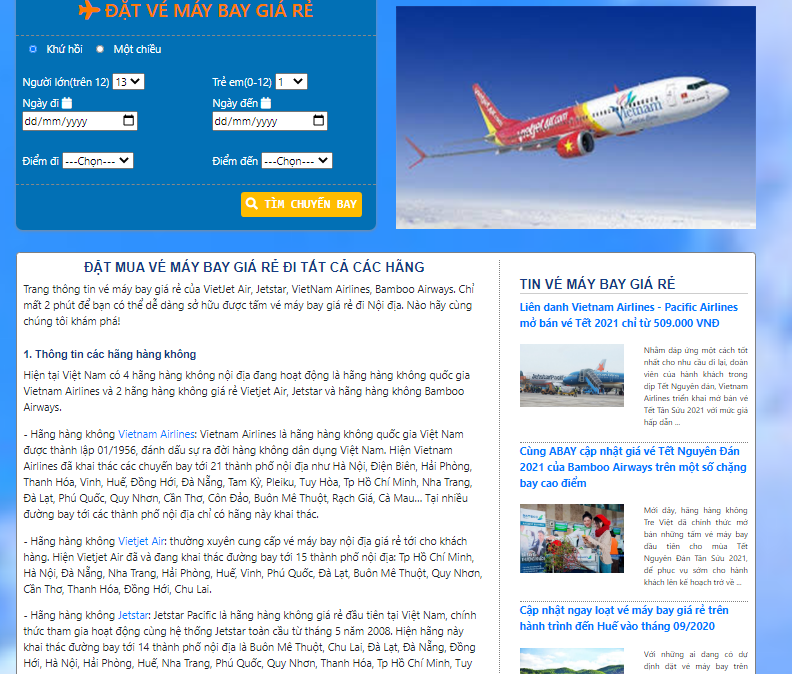 ĐẶT VÉ MÁY BAY GIÁ RẺ
Khứ hồi Một chiều
Người lớn(trên 12) 13 Trẻ em(0-12) 1
Ngày đi Ngày đến
dd/mm/yyyy dd/mm/yyyy
Điểm đi ---Chọn--- Điểm đến ---Chọn---
TÌM CHUYẾN BAY
vietjetair.com
Vietnam
ĐẶT MUA VÉ MÁY BAY GIÁ RẺ ĐI TẤT CẢ CÁC HÃNG
Trang thông tin vé máy bay giá rẻ của VietJet Air, Jetstar, VietNam Airlines, Bamboo Airways. Chỉ
mất 2 phút để bạn có thể dễ dàng sở hữu được tấm vé máy bay giá rẻ đi Nội địa. Nào hãy cùng
chúng tôi khám phá!
1. Thông tin các hãng hàng không
Hiện tại Việt Nam có 4 hãng hàng không nội địa đang hoạt động là hãng hàng không quốc gia
Vietnam Airlines và 2 hãng hàng không giá rẻ Vietjet Air, Jetstar và hãng hàng không Bamboo
Airways.
- Hãng hàng không Vietnam Airlines: Vietnam Airlines là hãng hàng không quốc gia Việt Nam
được thành lập 01/1956, đánh dấu sự ra đời hàng không dân dụng Việt Nam. Hiện Vietnam
Airlines đã khai thác các chuyến bay tới 21 thành phố nội địa như Hà Nội, Điện Biên, Hải Phòng,
Thanh Hóa, Vinh, Huế, Đồng Hới, Đà Nẵng, Tam Kỳ, Pleiku, Tuy Hòa, Tp Hồ Chí Minh, Nha Trang,
Đà Lạt, Phú Quốc, Quy Nhơn, Cần Thơ, Côn Đảo, Buôn Mê Thuột, Rạch Giá, Cà Mau... Tại nhiều
đường bay tới các thành phố nội địa chỉ có hãng này khai thác.
- Hãng hàng không Vietjet Air: thường xuyên cung cấp vé máy bay nội địa giá rẻ tới cho khách
hàng. Hiện Vietjet Air đã và đang khai thác đường bay tới 15 thành phố nội địa: Tp Hồ Chí Minh,
Hà Nội, Đà Nẵng, Nha Trang, Hải Phòng, Huế, Vinh, Phú Quốc, Đà Lạt, Buôn Mê Thuột, Quy Nhơn,
Cần Thơ, Thanh Hóa, Đồng Hới, Chu Lai.
- Hãng hàng không Jetstar: Jetstar Pacific là hãng hàng không giá rẻ đầu tiên tại Việt Nam, chính
thức tham gia hoạt động cùng hệ thống Jetstar toàn cầu từ tháng 5 năm 2008. Hiện hãng này
khai thác đường bay tới 14 thành phố nội địa là Buôn Mê Thuột, Chu Lai, Đà Lạt, Đà Nẵng, Đồng
Hới, Hà Nội, Hải Phòng, Huế, Nha Trang, Phú Quốc, Quy Nhơn, Thanh Hóa, Tp Hồ Chí Minh, Tuy
TIN VÉ MÁY BAY GIÁ RẺ
Liên danh Vietnam Airlines - Pacific Airlines
mở bán vé Tết 2021 chỉ từ 509.000 VNĐ
Nhằm đáp ứng một cách tốt
nhất cho nhu cầu đi lại, đoàn
viên của hành khách trong
dịp Tết Nguyên đán, Vietnam
Airlines triển khai mở bán vé
Tết Tân Sửu 2021 với mức giá
hấp dẫn ...
Cùng ABAY cập nhật giá vé Tết Nguyên Đán
2021 của Bamboo Airways trên một số chặng
bay cao điểm
Mới đây, hãng hàng không
Tre Việt đã chính thức mở
bán những tấm vé máy bay
đầu tiên cho mùa Tết
Nguyên Đán Tân Sửu 2021,
để phục vụ sớm cho hành
khách lên kế hoạch trở về ...
Cập nhật ngay loạt vé máy bay giá rẻ trên
hành trình đến Huế vào tháng 09/2020
Với những ai đang có dự
định đặt vé máy bay trên